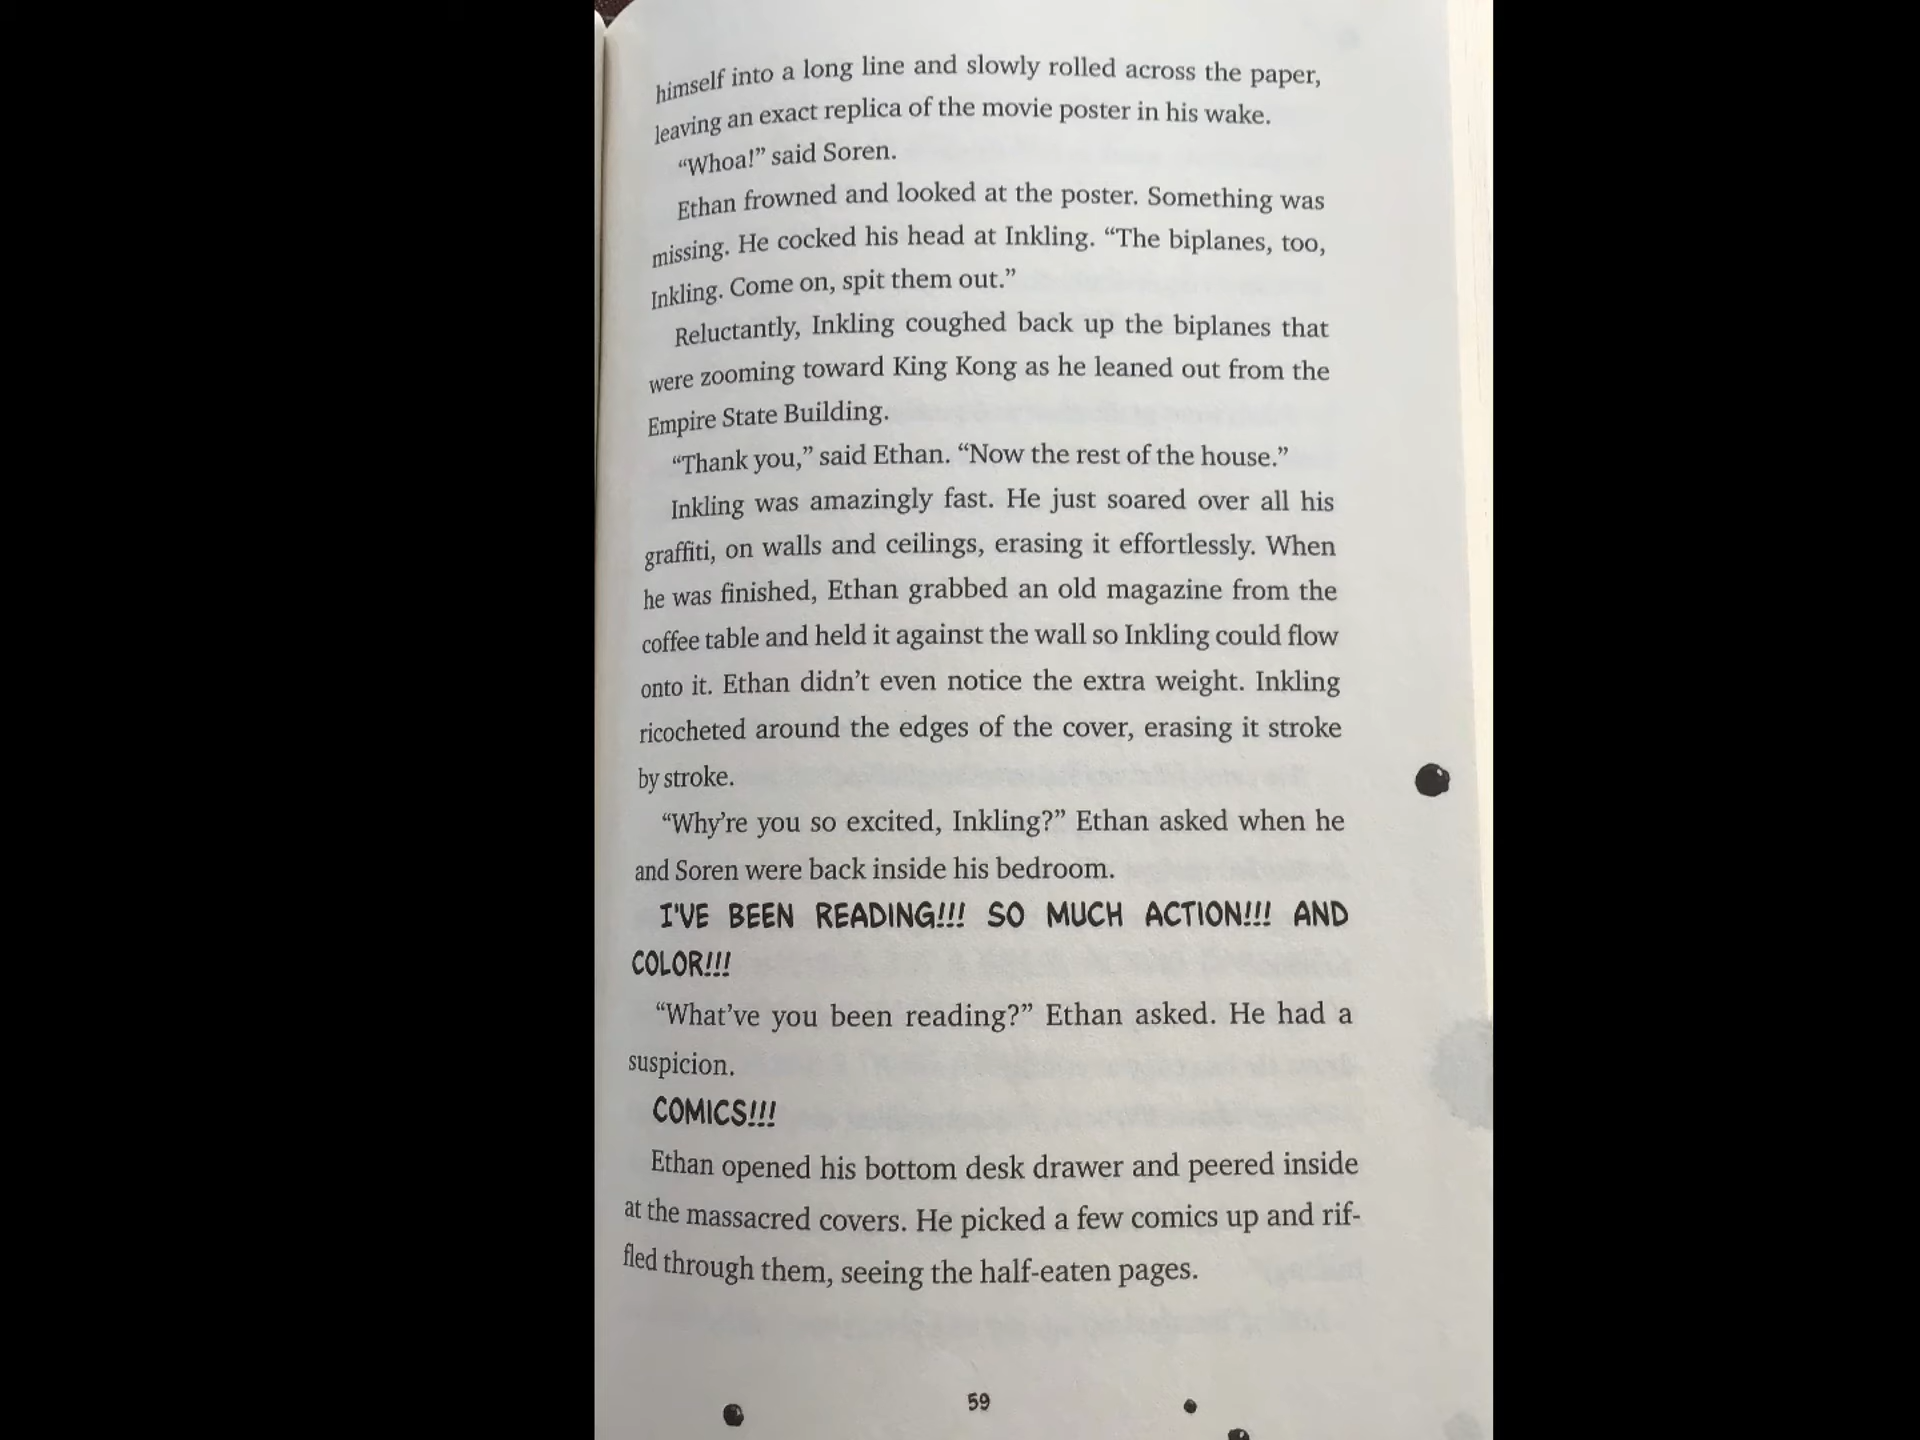 himself into a long line and slowly rolled across the paper,
leaving an exact replica of the movie poster in his wake.
“Whoa!” said Soren.
Ethan frowned and looked at the poster. Something was
missing. He cocked his head at Inkling. “The biplanes, too,
Inkling. Come on, spit them out.”
Reluctantly, Inkling coughed back up the biplanes that
were zooming toward King Kong as he leaned out from the
Empire State Building.
“Thank you,” said Ethan. “Now the rest of the house.”
Inkling was amazingly fast. He just soared over all his
graffiti, on walls and ceilings, erasing it effortlessly. When
he was finished, Ethan grabbed an old magazine from the
coffee table and held it against the wall so Inkling could flow
onto it. Ethan didn’t even notice the extra weight. Inkling
ricocheted around the edges of the cover, erasing it stroke
by stroke.
“Why’re you so excited, Inkling?” Ethan asked when he
and Soren were back inside his bedroom.
I'VE BEEN READING!!! SO MUCH ACTION!!! AND
COLOR!!!
“What’ve you been reading?” Ethan asked. He had a
suspicion.
COMICS!!!
Ethan opened his bottom desk drawer and peered inside
at the massacred covers. He picked a few comics up and rif-
fled through them, seeing the half-eaten pages.
59